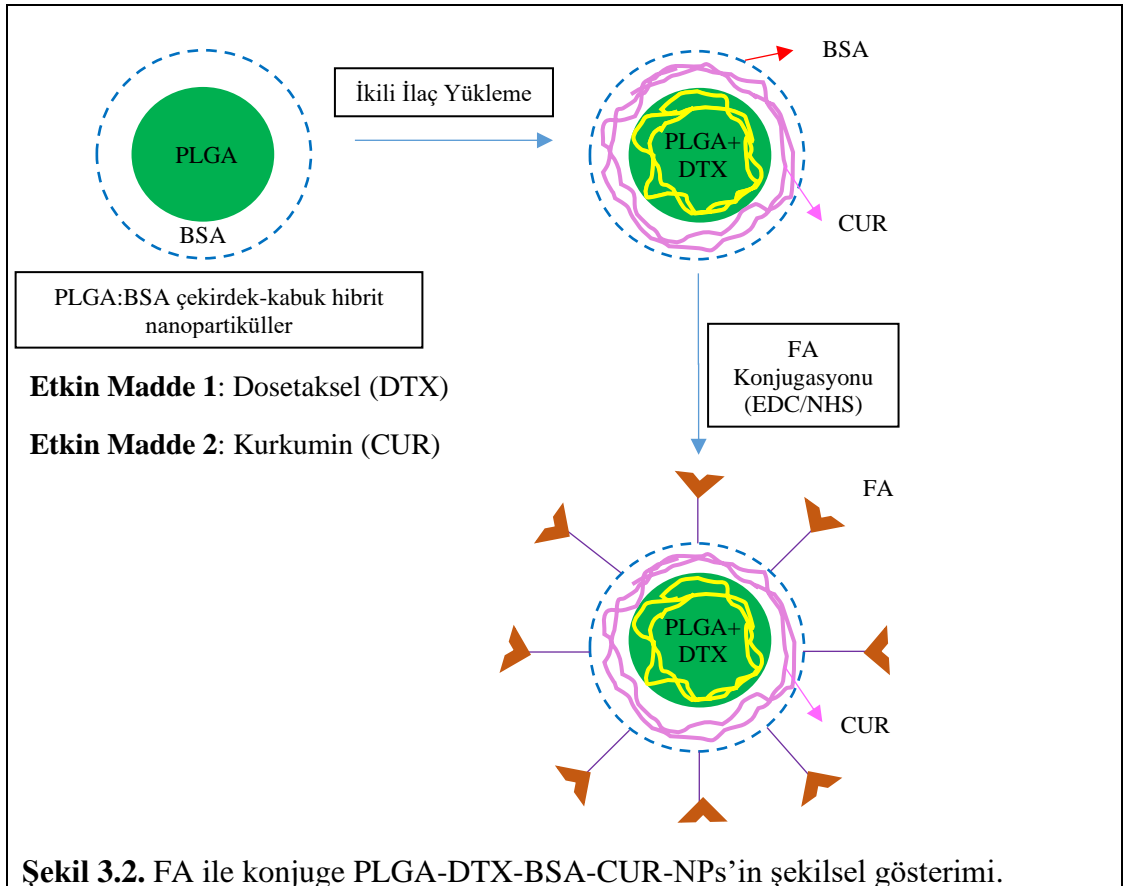 PLGA
BSA
İkili İlaç Yükleme
BSA
PLGA+
DTX
CUR
PLGA:BSA çekirdek-kabuk hibrit
nanopartiküller
Etkin Madde 1: Dosetaksel (DTX)
Etkin Madde 2: Kurkumin (CUR)
FA
Konjugasyonu
(EDC/NHS)
FA
PLGA+
DTX
CUR
Şekil 3.2. FA ile konjuge PLGA-DTX-BSA-CUR-NPs’in şekilsel gösterimi.